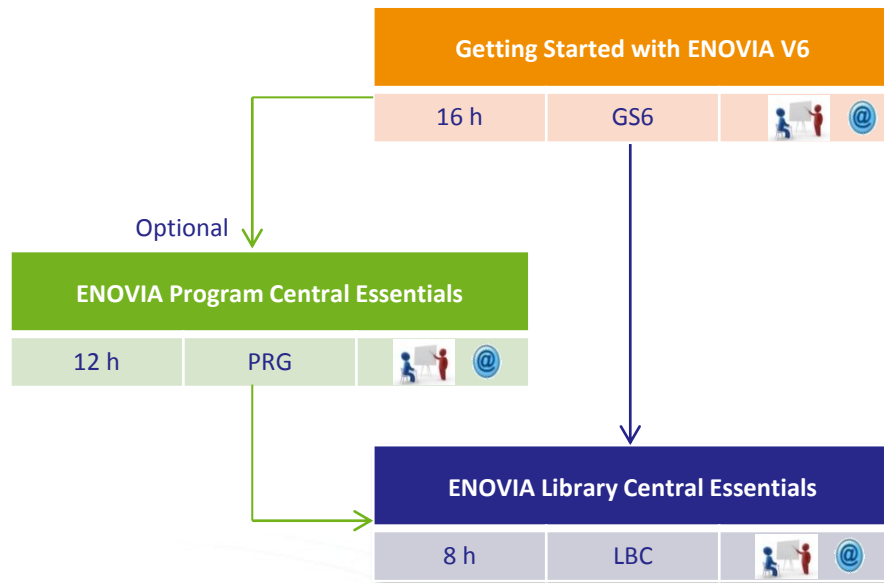 Getting Started with ENOVIA V6
16 h GS6 @
Optional
ENOVIA Program Central Essentials
12 h PRG @
ENOVIA Library Central Essentials
8 h LBC @